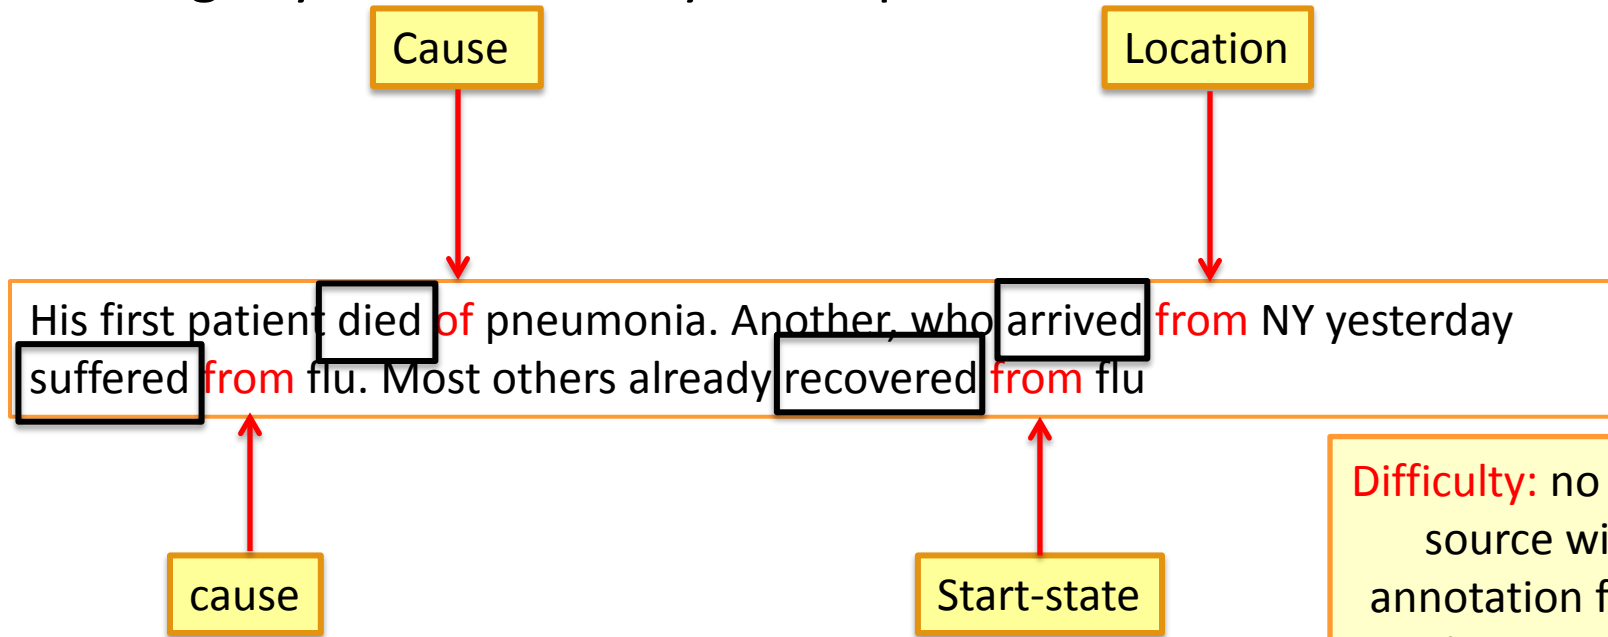 Cause
Location
His first patient died of pneumonia. Another, who arrived from NY yesterday
suffered from flu. Most others already recovered from flu
cause
Start-state
Difficulty: no
source
annotation